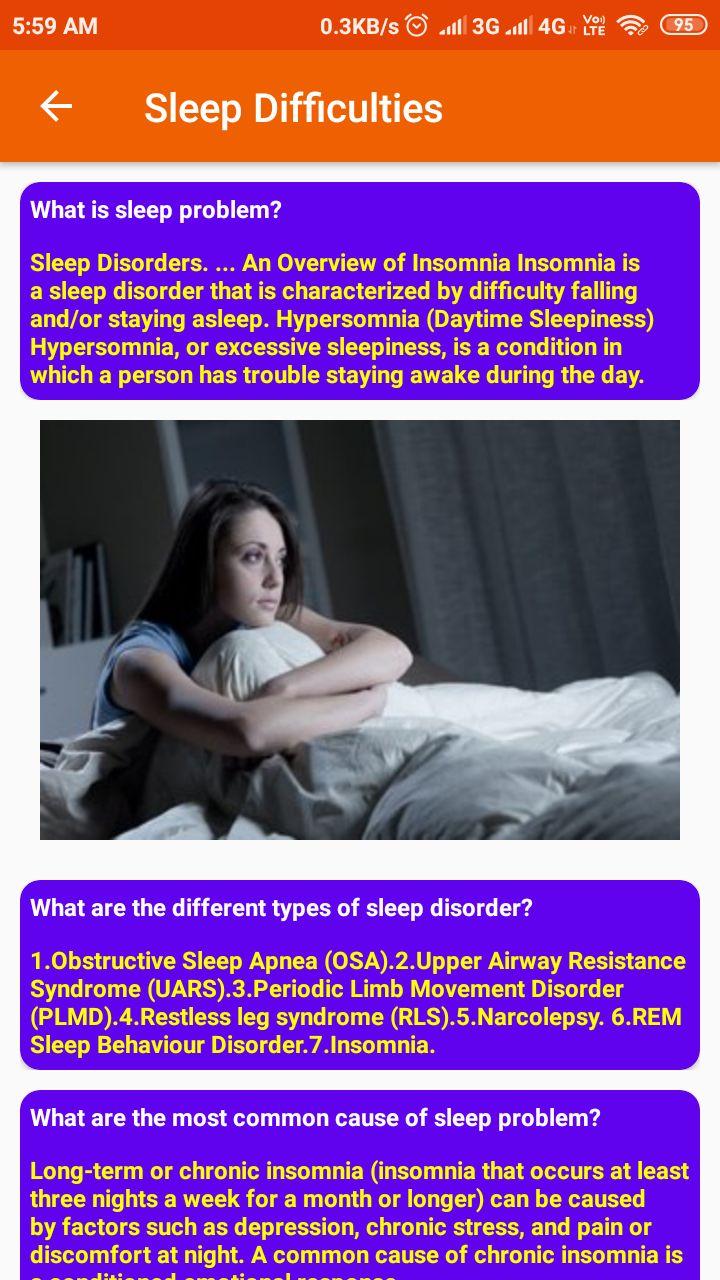 5:59 AM 0.3KB/s 3G 4G Vo) LTE 95
Sleep Difficulties
What is sleep problem?
Sleep Disorders. ... An Overview of Insomnia Insomnia is
a sleep disorder that is characterized by difficulty falling
and/or staying asleep. Hypersomnia (Daytime Sleepiness)
Hypersomnia, or excessive sleepiness, is a condition in
which a person has trouble staying awake during the day.
What are the different types of sleep disorder?
1.Obstructive Sleep Apnea (OSA).2.Upper Airway Resistance
Syndrome (UARS).3.Periodic Limb Movement Disorder
(PLMD).4.Restless leg syndrome (RLS).5.Narcolepsy. 6.REM
Sleep Behaviour Disorder.7.Insomnia.
What are the most common cause of sleep problem?
Long-term or chronic insomnia (insomnia that occurs at least
three nights a week for a month or longer) can be caused
by factors such as depression, chronic stress, and pain or
discomfort at night. A common cause of chronic insomnia is
a conditioned emotional response.